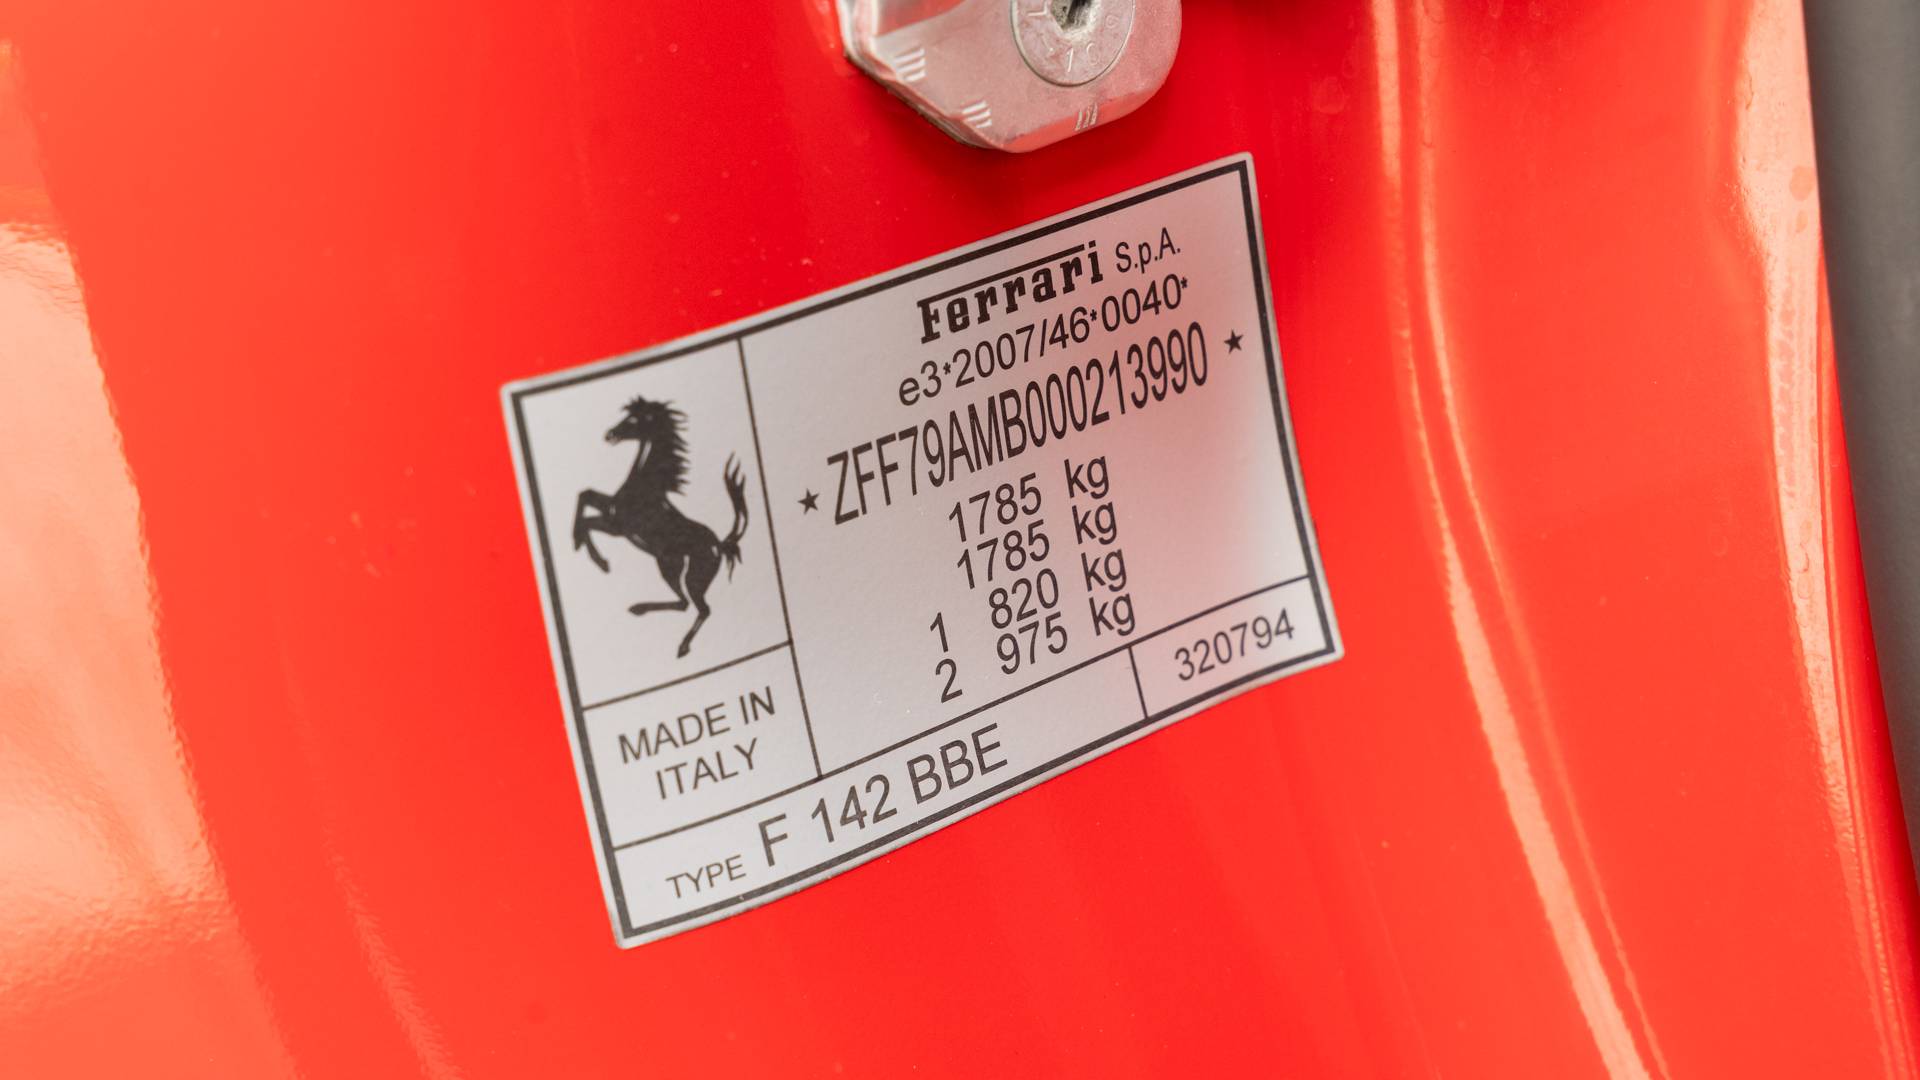 Ferrari S.p.A.
e3*2007/46*0040*
★ ZFF79AMB000213990 ★
1785 kg
1785 kg
1 820 kg
2 975 kg
MADE IN
ITALY
320794
TYPE F 142 BBE